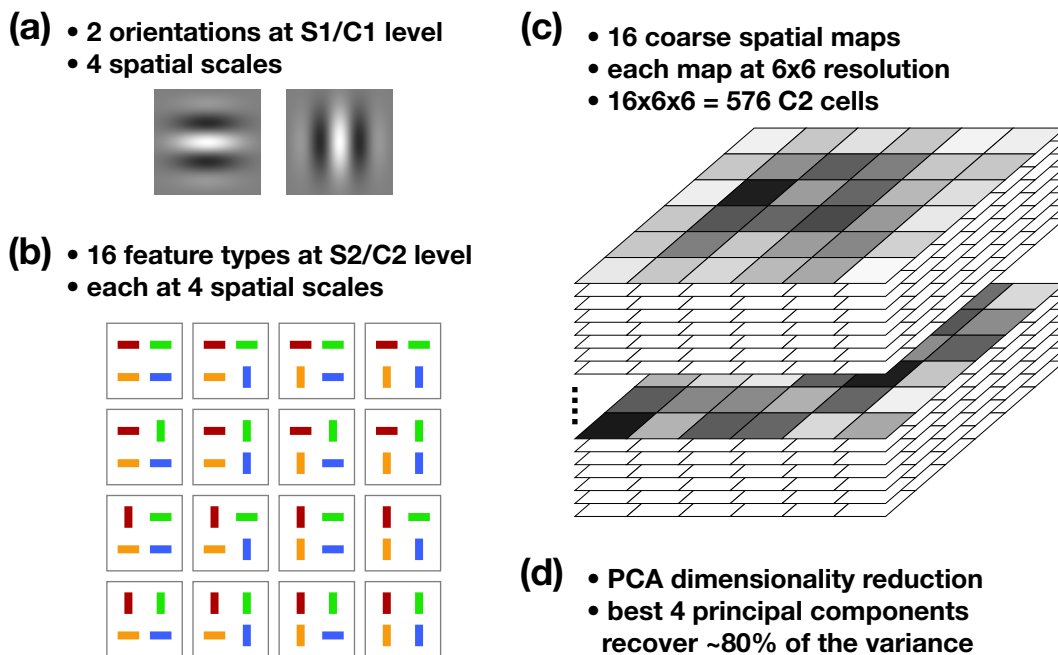 (a) • 2 orientations at S1/C1 level
• 4 spatial scales
(b) • 16 feature types at S2/C2 level
• each at 4 spatial scales
(c) • 16 coarse spatial maps
• each map at 6x6 resolution
• 16x6x6 = 576 C2 cells
(d) • PCA dimensionality reduction
• best 4 principal components
recover ~80% of the variance